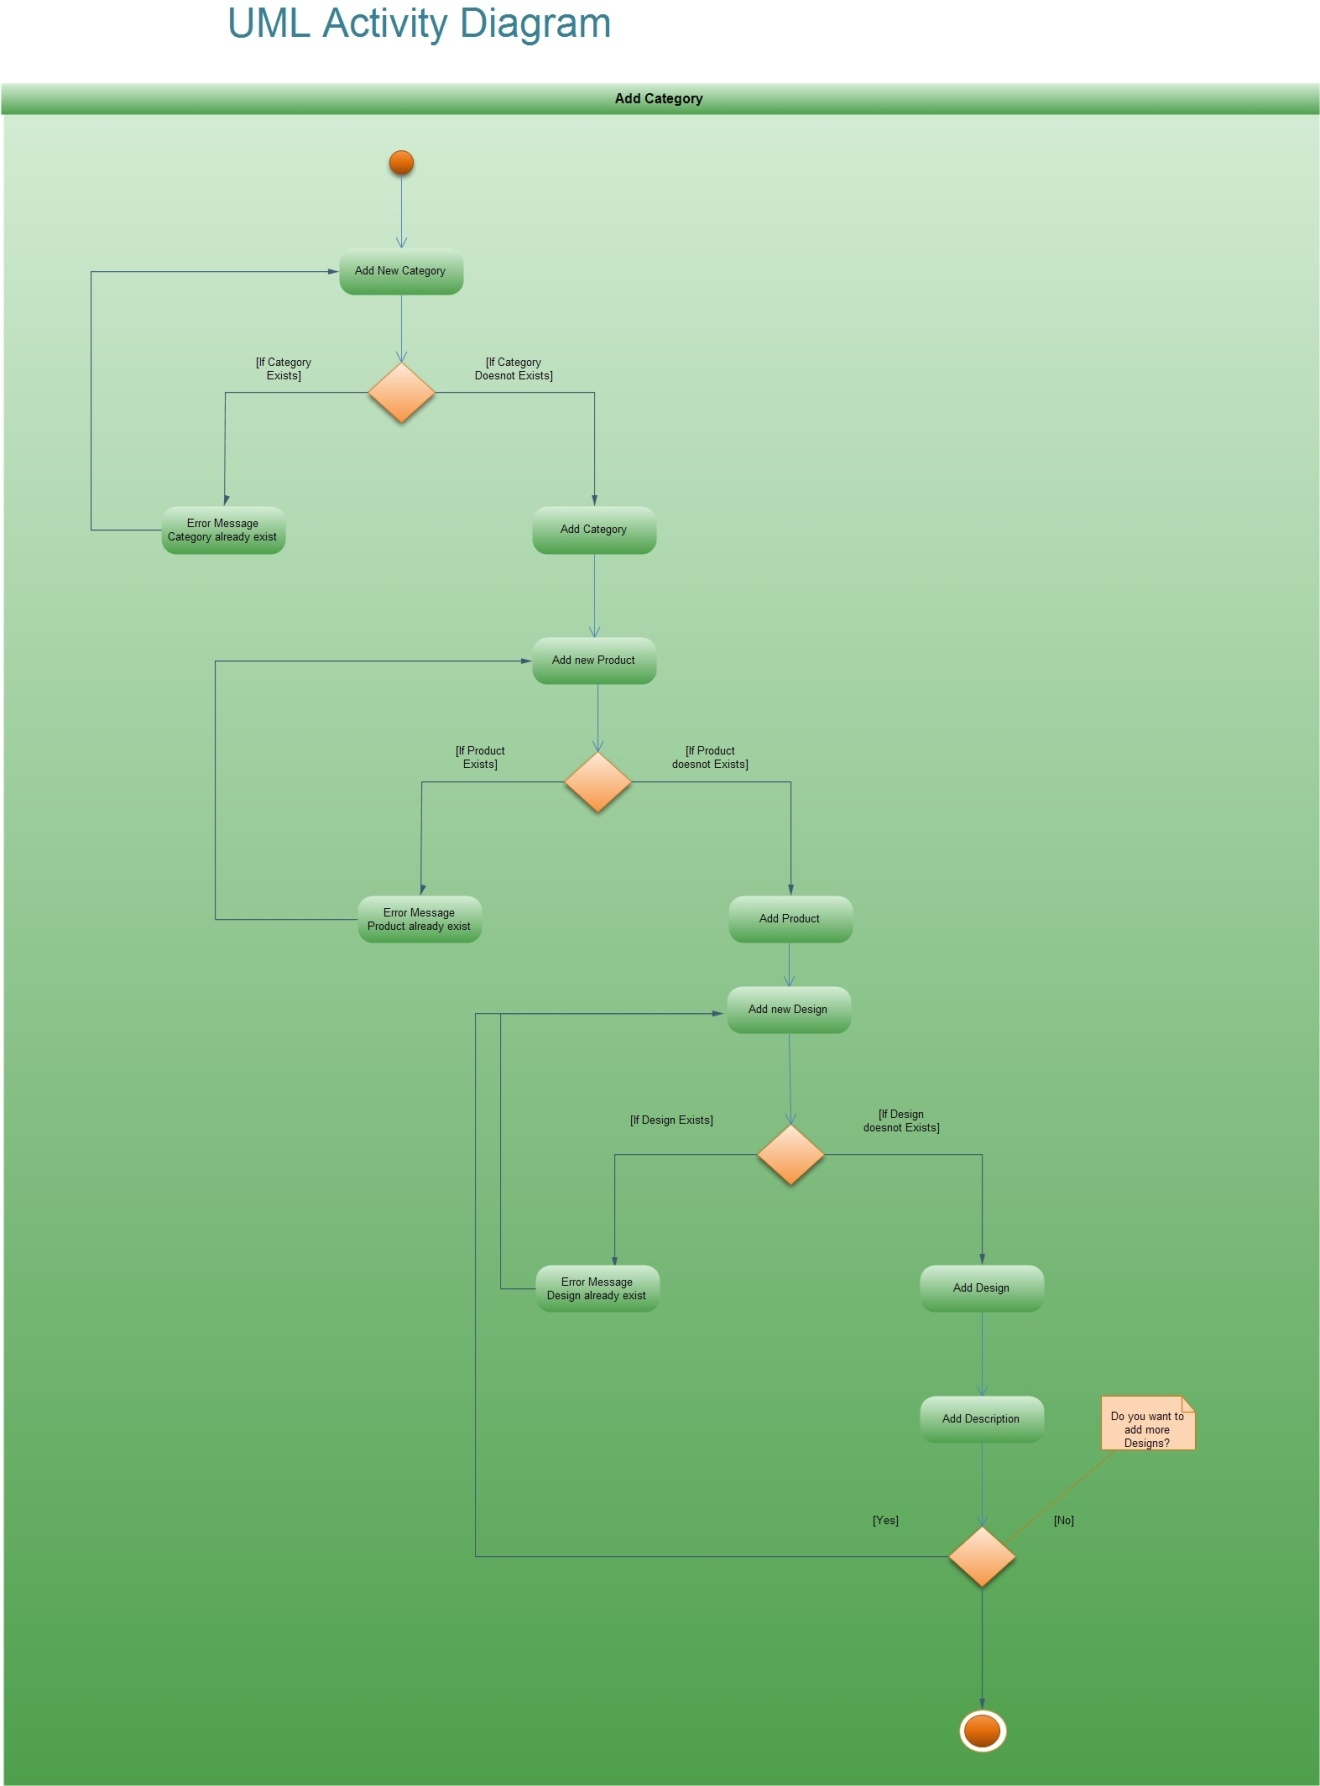 UML Activity Diagram
Add Category
Add New Category
[If Category
Exists]
[If Category
Doesnot Exists]
Error Message
Category already exist
Add Category
Add new Product
[If Product
Exists]
[If Product
doesnot Exists]
Error Message
Product already exist
Add Product
Add new Design
[If Design Exists]
[If Design
doesnot Exists]
Error Message
Design already exist
Add Design
Add Description
Do you want to
add more
Designs?
[Yes]
[No]